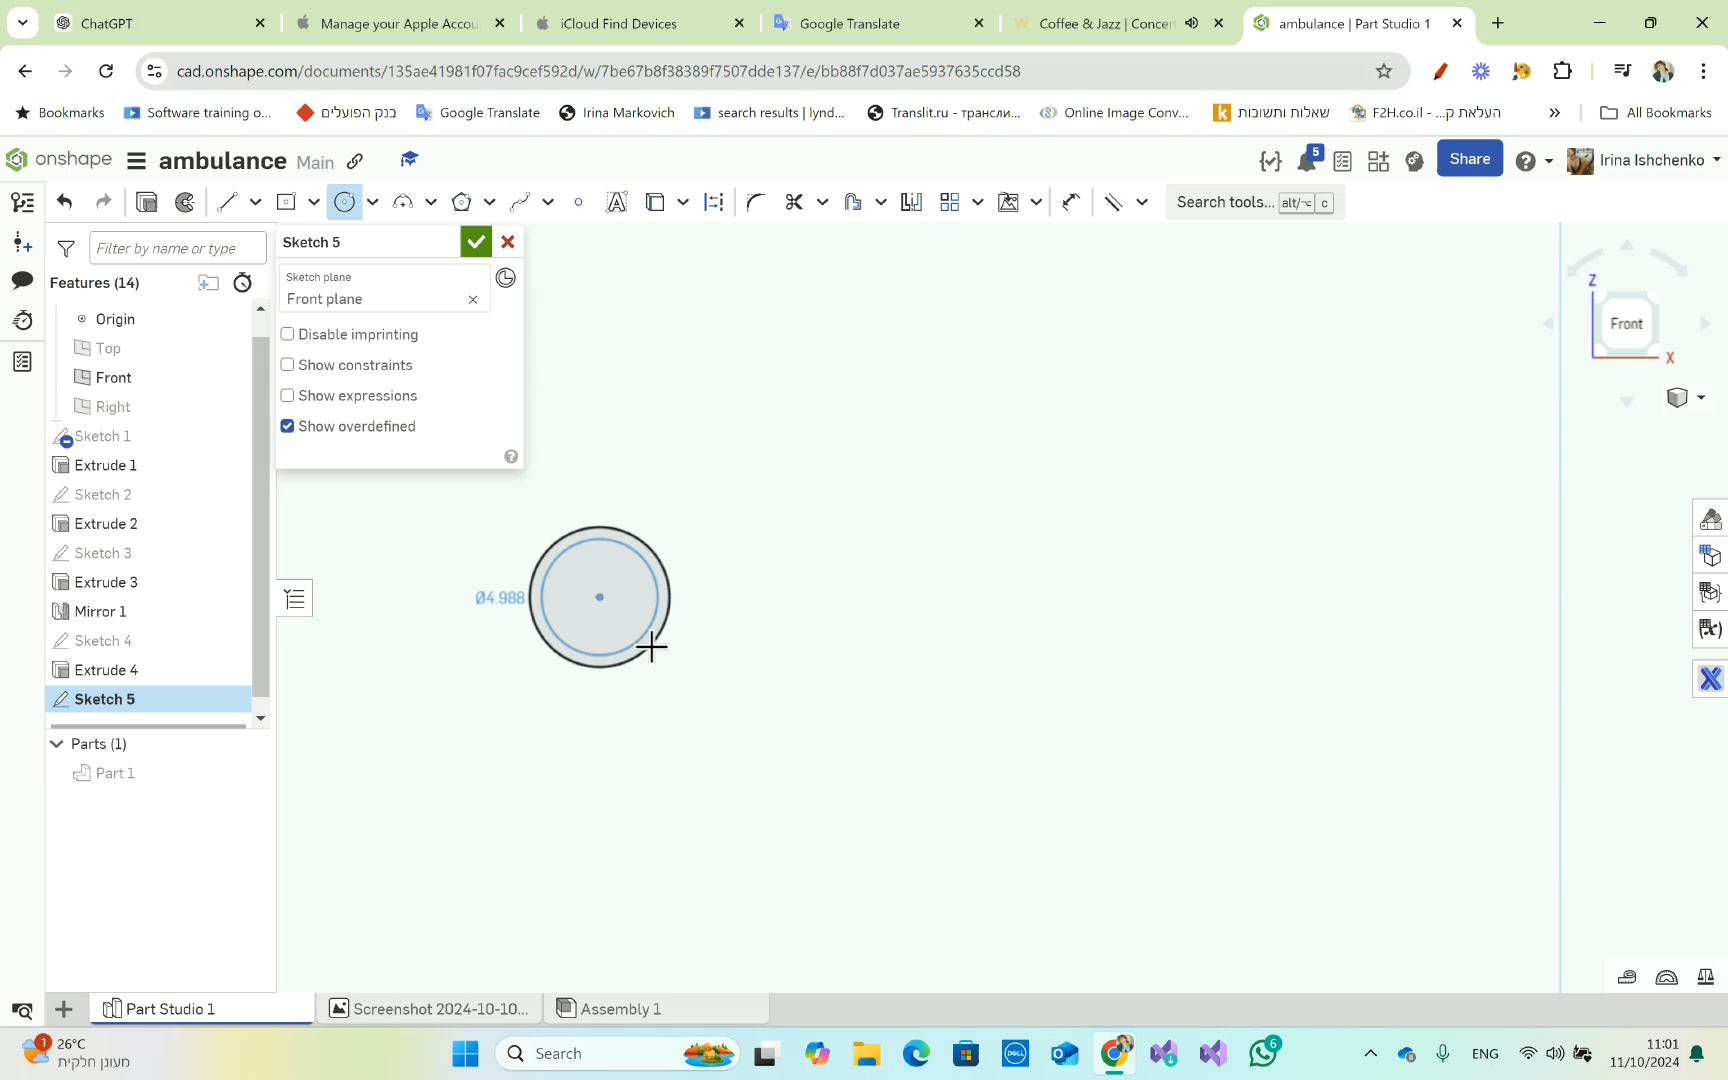 ChatGPT
Manage your Apple Accou
iCloud Find Devices
Google Translate
Coffee & Jazz | Concer
ambulance | Part Studio 1
cad.onshape.com/documents/135ae41981f07fac9cef592d/w/7be67b8f38389f7507dde137/e/bb88f7d037ae5937635ccd58
Bookmarks
Software training o...
בנק הפועלים
Google Translate
Irina Markovich
search results | lynd...
Translit.ru - трансли...
Online Image Conv...
שאלות ותשובות
F2H.co.il - ...העלאת ק
»
All Bookmarks
onshape
ambulance Main
5
Share
Irina Ishchenko
Search tools... alt/⌥ c
Filter by name or type
Features (14)
Origin
Top
Front
Right
Sketch 1
Extrude 1
Sketch 2
Extrude 2
Sketch 3
Extrude 3
Mirror 1
Sketch 4
Extrude 4
Sketch 5
Parts (1)
Part 1
Sketch 5
Sketch plane
Front plane
Disable imprinting
Show constraints
Show expressions
Show overdefined
Ø4.988
Z
Front
X
Part Studio 1
Screenshot 2024-10-10...
Assembly 1
1
26°C
מעונן חלקית
Search
DELL
6
ENG
11:01
11/10/2024